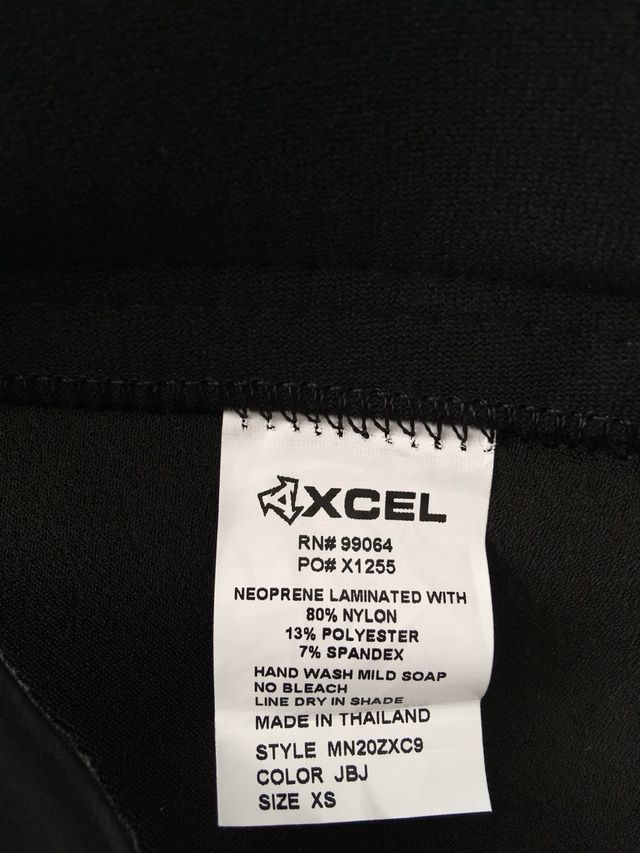 XCEL
RN# 99064
PO# X1255
NEOPRENE LAMINATED WITH
80% NYLON
13% POLYESTER
7% SPANDEX
HAND WASH MILD SOAP
NO BLEACH
LINE DRY IN SHADE
MADE IN THAILAND
STYLE MN20ZXC9
COLOR JBJ
SIZE XS